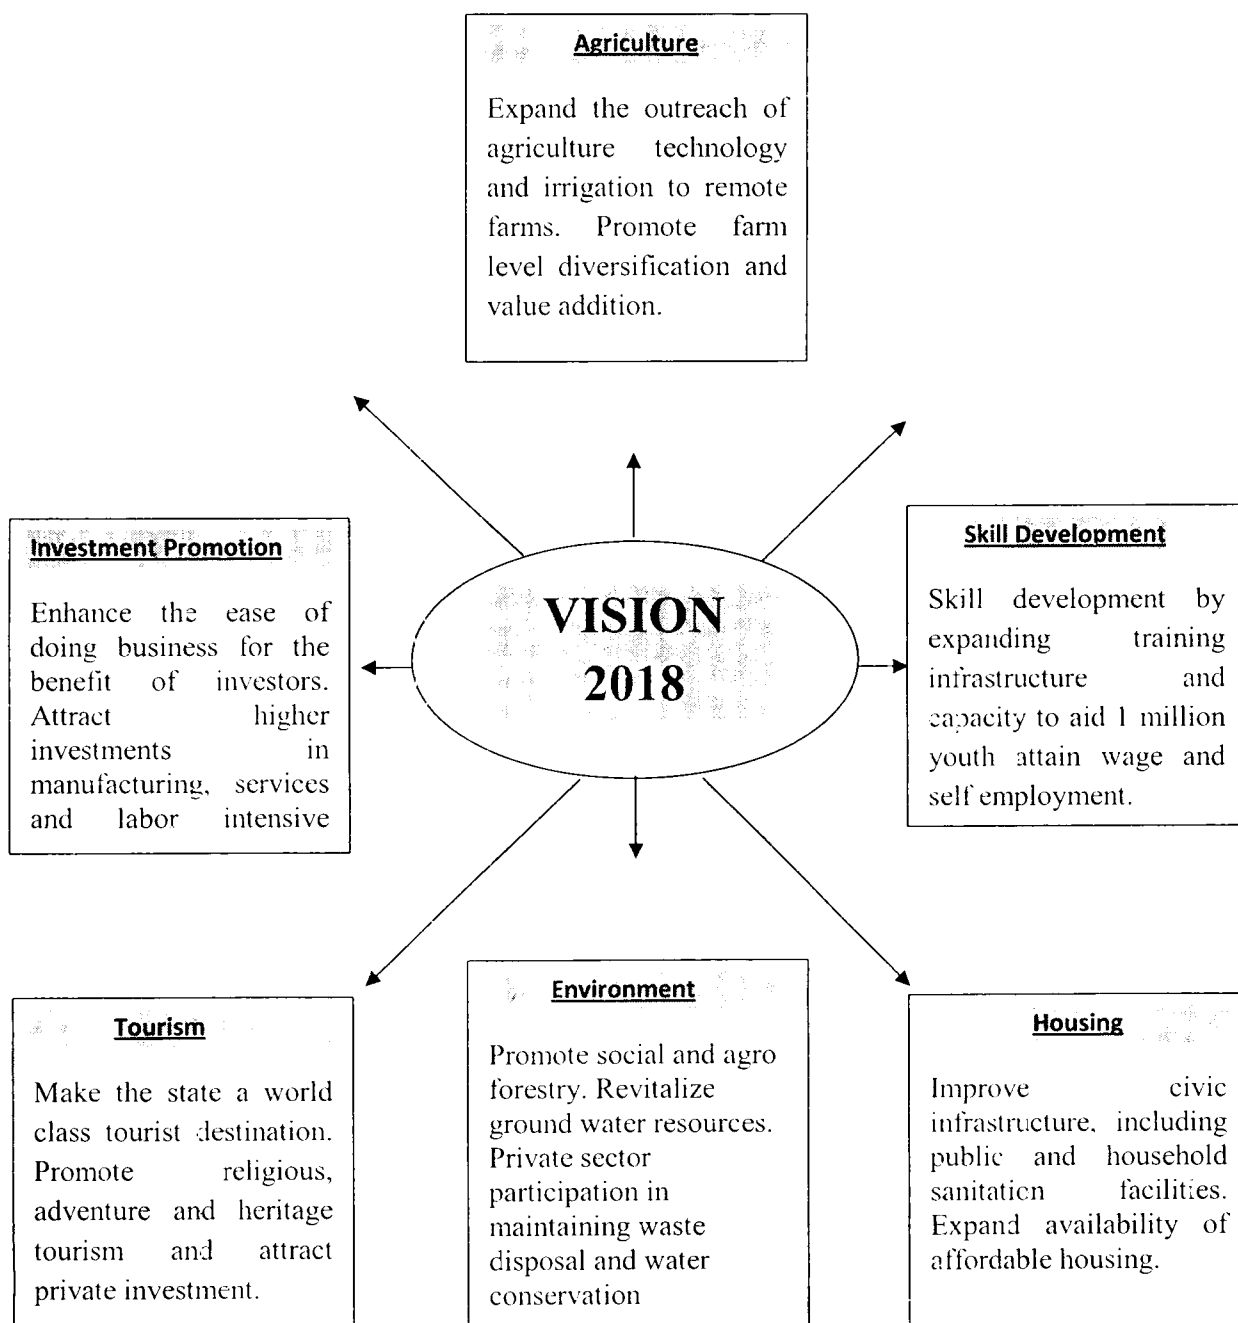 Agriculture
Expand the outreach of
agriculture technology
and irrigation to remote
farms. Promote farm
level diversification and
value addition.
Investment Promotion
Enhance the ease of
doing business for the
benefit of investors.
Attract higher
investments in
manufacturing, services
and labor intensive
VISION
2018
Skill Development
Skill development by
expanding training
infrastructure and
capacity to aid 1 million
youth attain wage and
self employment.
Tourism
Make the state a world
class tourist destination.
Promote religious,
adventure and heritage
tourism and attract
private investment.
Environment
Promote social and agro
forestry. Revitalize
ground water resources.
Private sector
participation in
maintaining waste
disposal and water
conservation
Housing
Improve civic
infrastructure, including
public and household
sanitation facilities.
Expand availability of
affordable housing.